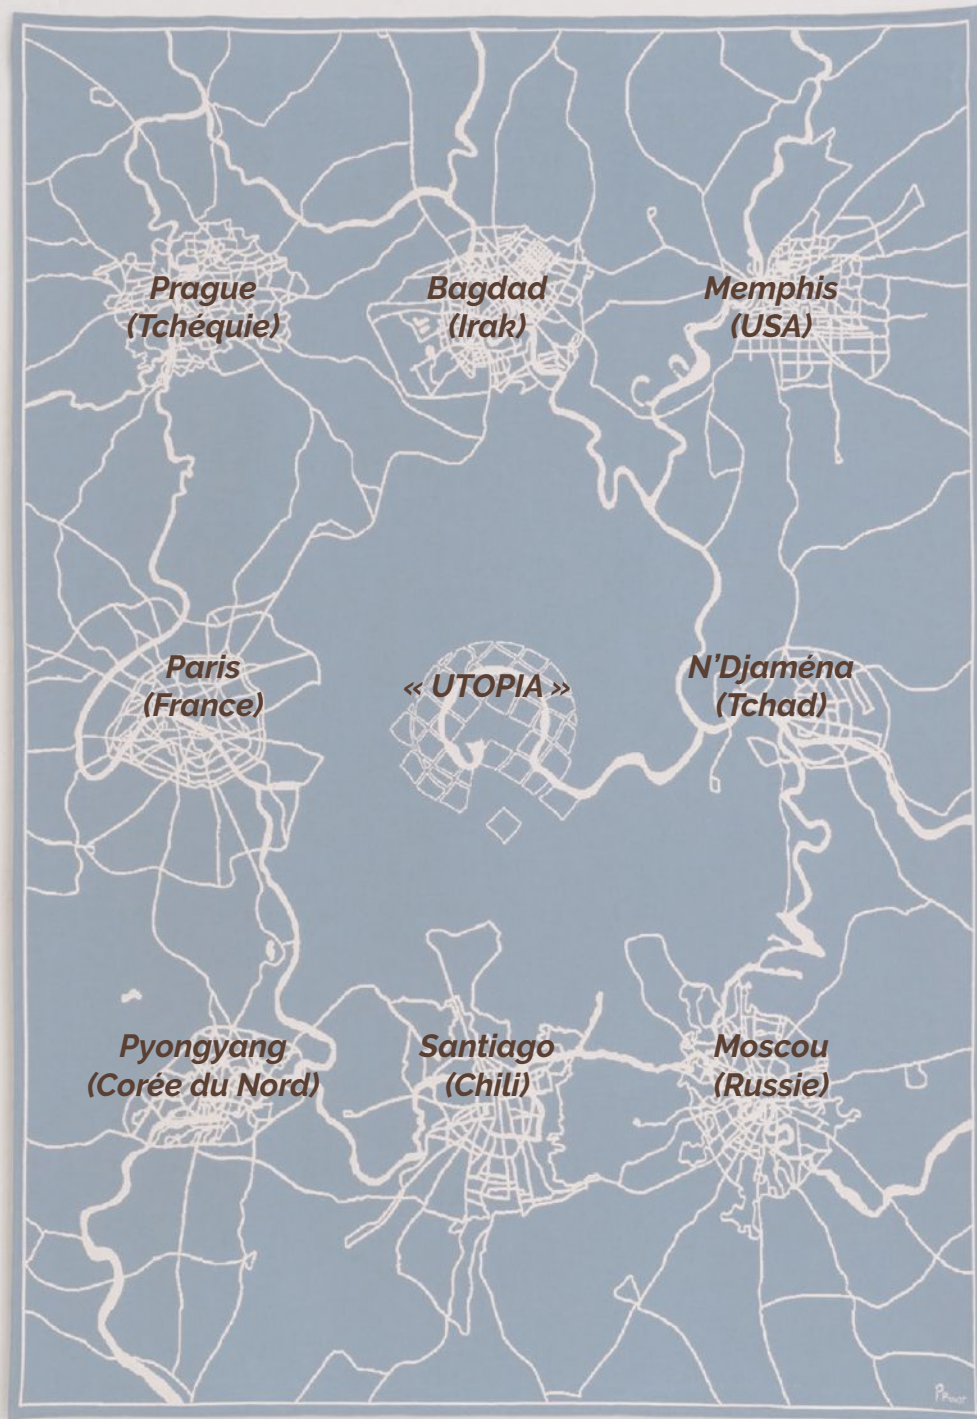 Prague
(Tchéquie)
Bagdad
(Irak)
Memphis
(USA)
Paris
(France)
« UTOPIA »
N'Djaména
(Tchad)
Pyongyang
(Corée du Nord)
Santiago
(Chili)
Moscou
(Russie)